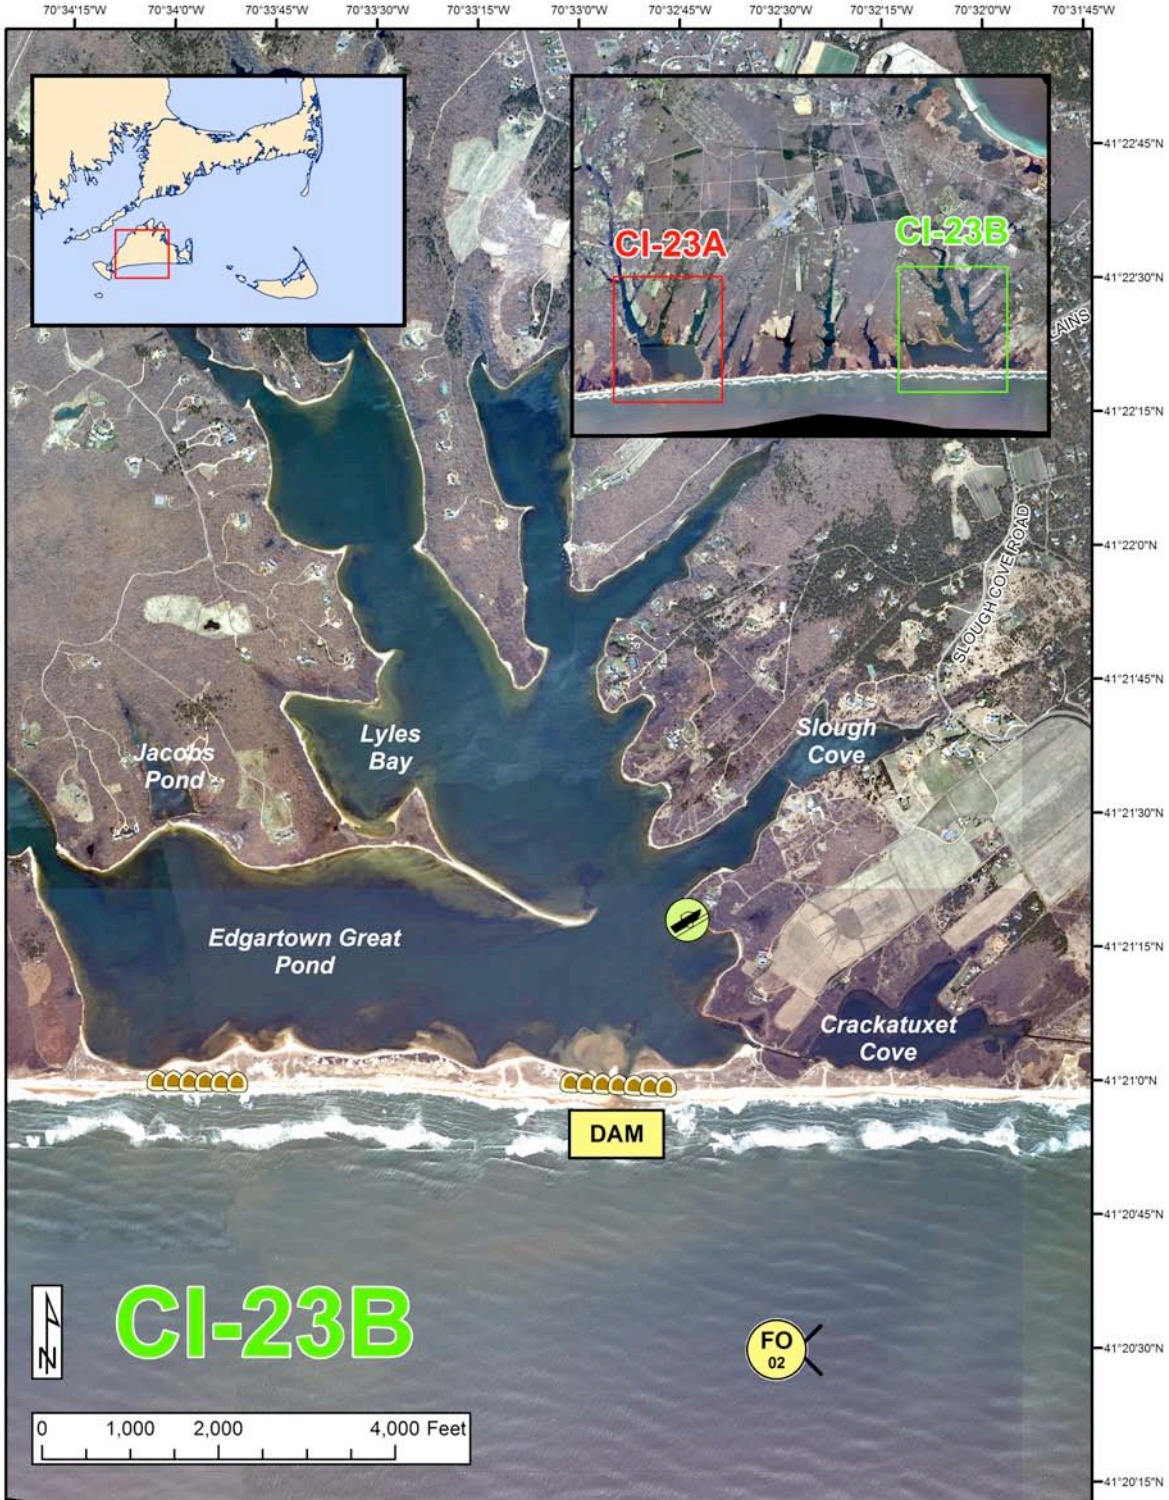 70°34'15"W
70°34'0"W
70°33'45"W
70°33'30"W
70°33'15"W
70°33'0"W
70°32'45"W
70°32'30"W
70°32'15"W
70°32'0"W
70°31'45"W
41°22'45"N
CI-23A
CI-23B
41°22'30"N
LAINS
41°22'15"N
41°22'0"N
SLOUGH COVE ROAD
41°21'45"N
Jacobs
Pond
Lyles
Bay
Slough
Cove
41°21'30"N
Edgartown Great
Pond
41°21'15"N
Crackatuxet
Cove
41°21'0"N
DAM
41°20'45"N
N
CI-23B
FO
02
41°20'30"N
0 1,000 2,000 4,000 Feet
41°20'15"N